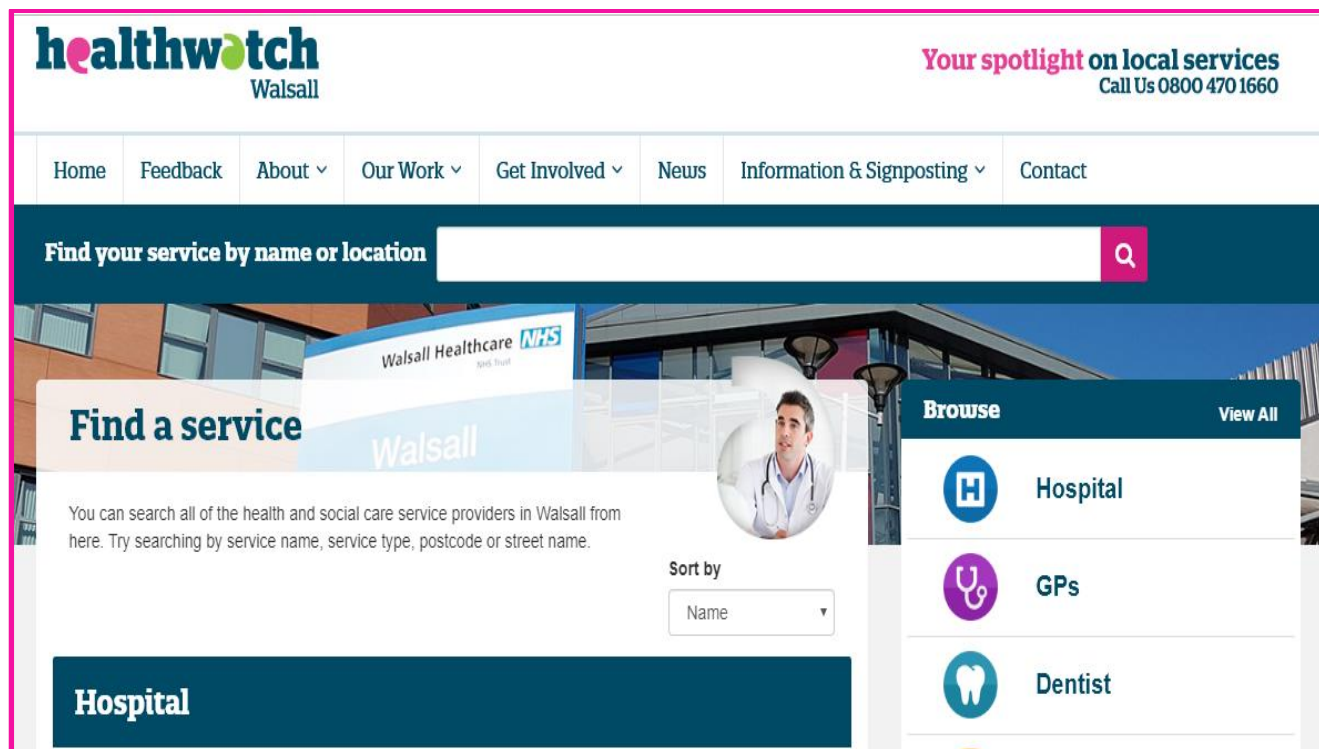 healthwatch
Walsall
Your spotlight on local services
Call Us 0800 470 1660
Home Feedback About Our Work Get Involved News Information & Signposting Contact
Find your service by name or location
Walsall Healthcare NHS
NHS Trust
Walsall
Find a service
You can search all of the health and social care service providers in Walsall from
here. Try searching by service name, service type, postcode or street name.
Sort by
Name
Hospital
Browse View All
H
Hospital
GPs
Dentist